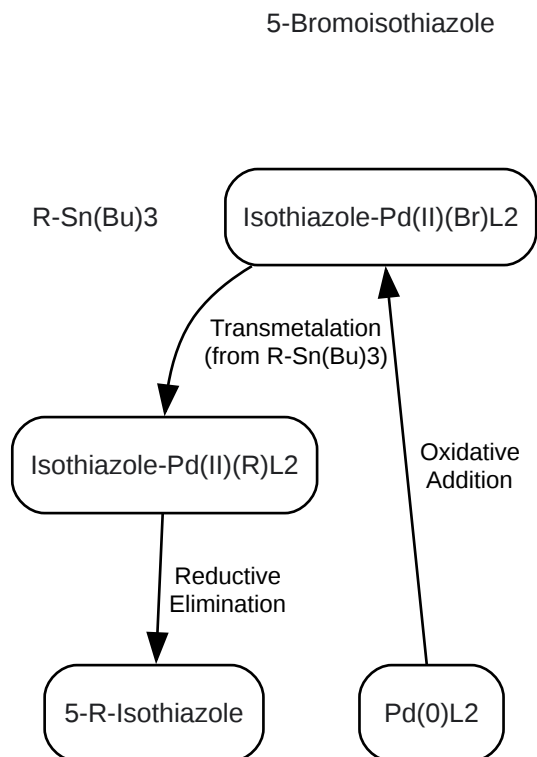 5-Bromoisothiazole
R-Sn(Bu)3
Isothiazole-Pd(II)(Br)L2
Transmetalation
(from R-Sn(Bu)3)
Isothiazole-Pd(II)(R)L2
Oxidative
Addition
Reductive
Elimination
5-R-Isothiazole
Pd(0)L2